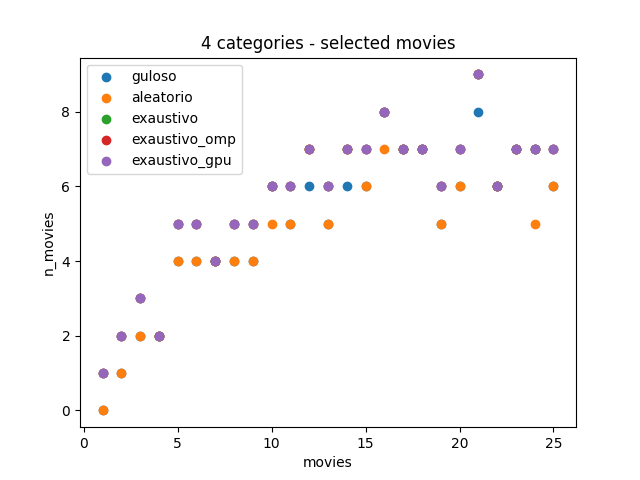 4 categories - selected movies
guloso
aleatorio
exaustivo
exaustivo_omp
exaustivo_gpu
n_movies
8
6
4
2
0
0 5 10 15 20 25
movies